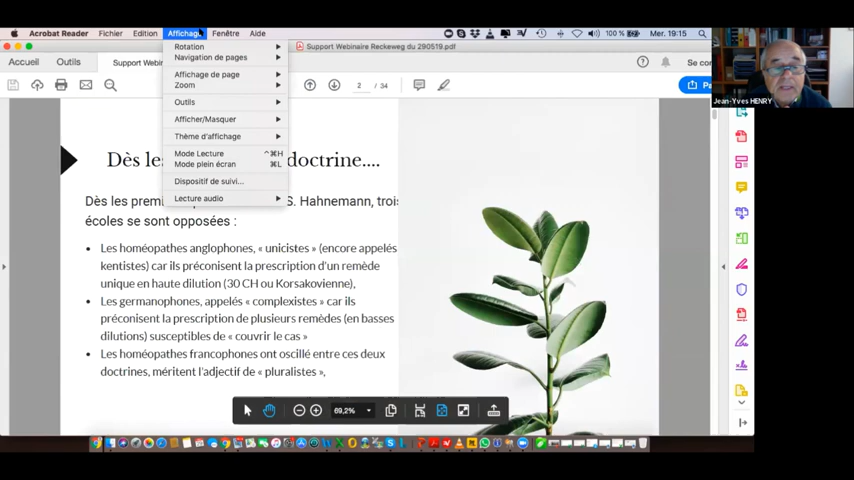 Acrobat Reader Fichier Edition Affichage Fenêtre Aide 100 % Mer. 19:15
Support Webinaire Reckeweg du 290519.pdf
Accueil Outils Support Webin
Se co
2 / 34
Pa
Jean-Yves HENRY
Rotation
Navigation de pages
Affichage de page
Zoom
Outils
Afficher/Masquer
Thème d'affichage
Mode Lecture ^⌘H
Mode plein écran ⌘L
Dispositif de suivi...
Lecture audio
Dès les doctrine....
Dès les prem S. Hahnemann, trois
écoles se sont opposées :
• Les homéopathes anglophones, « unicistes » (encore appelés
kentistes) car ils préconisent la prescription d'un remède
unique en haute dilution (30 CH ou Korsakovienne),
• Les germanophones, appelés « complexistes » car ils
préconisent la prescription de plusieurs remèdes (en basses
dilutions) susceptibles de « couvrir le cas »
• Les homéopathes francophones ont oscillé entre ces deux
doctrines, méritent l'adjectif de « pluralistes »,
69,2%